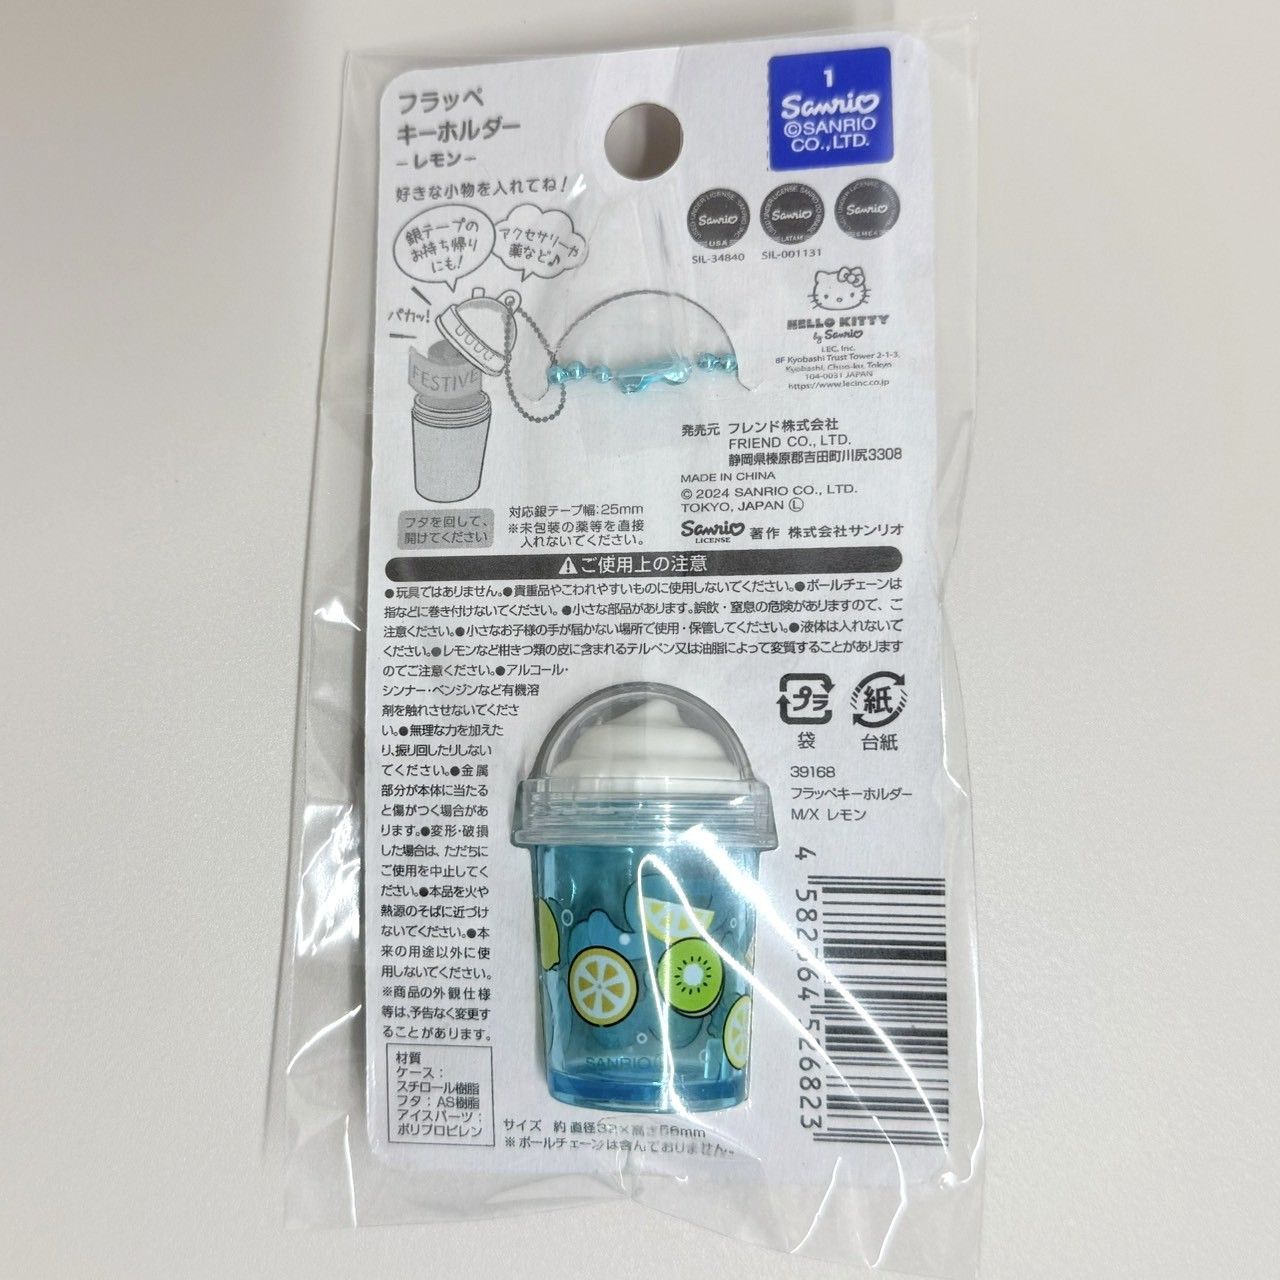 フラッペ
キーホルダー
－レモン－
好きな小物を入れてね！
銀テープの
お持ち帰り
にも！
アクセサリーや
薬など♪
パカッ！
FESTIVE
フタを回して、
開けてください
対応銀テープ幅：25mm
※未包装の薬等を直接
入れないでください。
1
Sanrio
©SANRIO
CO.,LTD.
Sanrio
USA
SIL-34840
Sanrio
LATAM
SIL-001131
Sanrio
EMEA
HELLO KITTY
by Sanrio
LEC, Inc.
8F Kyobashi Trust Tower 2-1-3,
Kyobashi, Chuo-ku, Tokyo
104-0031 JAPAN
https://www.lecinc.co.jp
発売元 フレンド株式会社
FRIEND CO., LTD.
静岡県榛原郡吉田町川尻3308
MADE IN CHINA
© 2024 SANRIO CO., LTD.
TOKYO, JAPAN Ⓛ
Sanrio
LICENSE
著作 株式会社サンリオ
⚠ご使用上の注意
●玩具ではありません。●貴重品やこわれやすいものに使用しないでください。●ボールチェーンは
指などに巻き付けないでください。●小さな部品があります。誤飲・窒息の危険がありますので、ご
注意ください。●小さなお子様の手が届かない場所で使用・保管してください。●液体は入れないで
ください。●レモンなど柑きつ類の皮に含まれるテルペン又は油脂によって変質することがあります
のでご注意ください。●アルコール・
シンナー・ベンジンなど有機溶
剤を触れさせないでくださ
い。●無理な力を加えた
り、振り回したりしない
でください。●金属
部分が本体に当たる
と傷がつく場合があ
ります。●変形・破損
した場合は、ただちに
ご使用を中止してく
ださい。●本品を火や
熱源のそばに近づけ
ないでください。●本
来の用途以外に使
用しないでください。
※商品の外観仕様
等は、予告なく変更す
ることがあります。
材質
ケース：
スチロール樹脂
フタ：AS樹脂
アイスパーツ：
ポリプロピレン
サイズ 約 直径32×高さ56mm
※ボールチェーンは含んでおりません。
SANRIO
プラ
袋
紙
台紙
39168
フラッペキーホルダー
M/X レモン
4 582364 526823